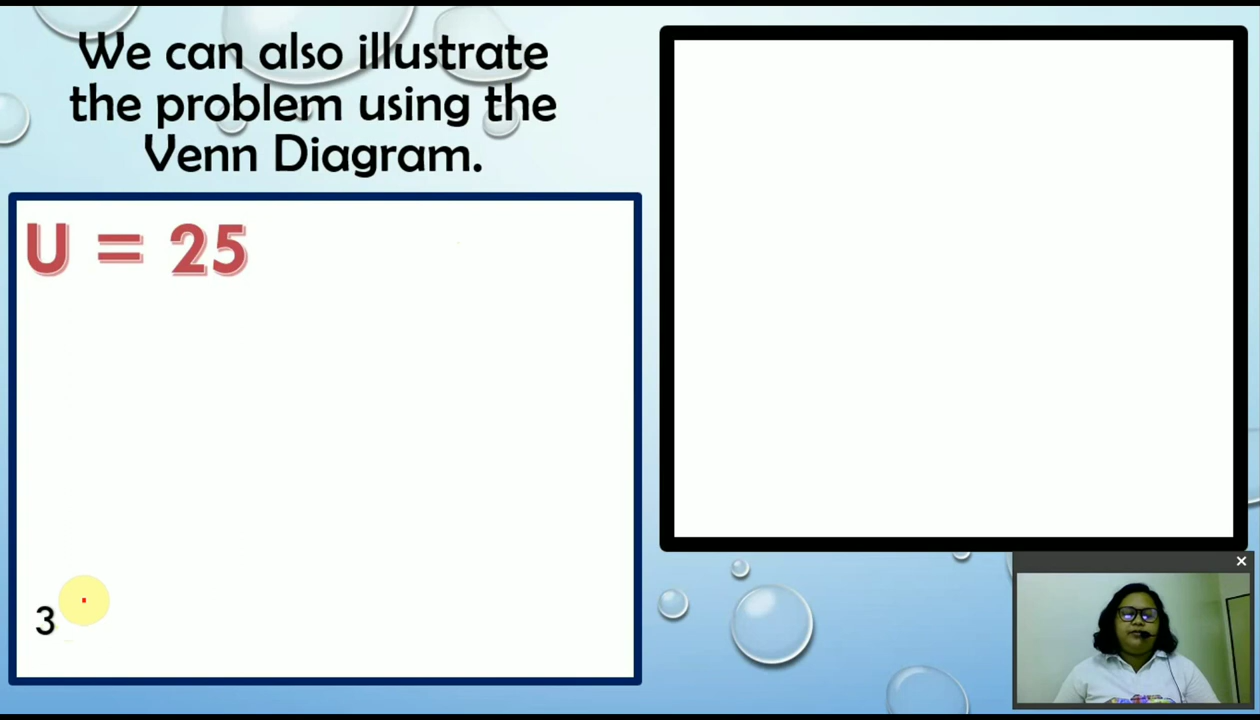 We can also illustrate
the problem using the
Venn Diagram.
U = 25
3